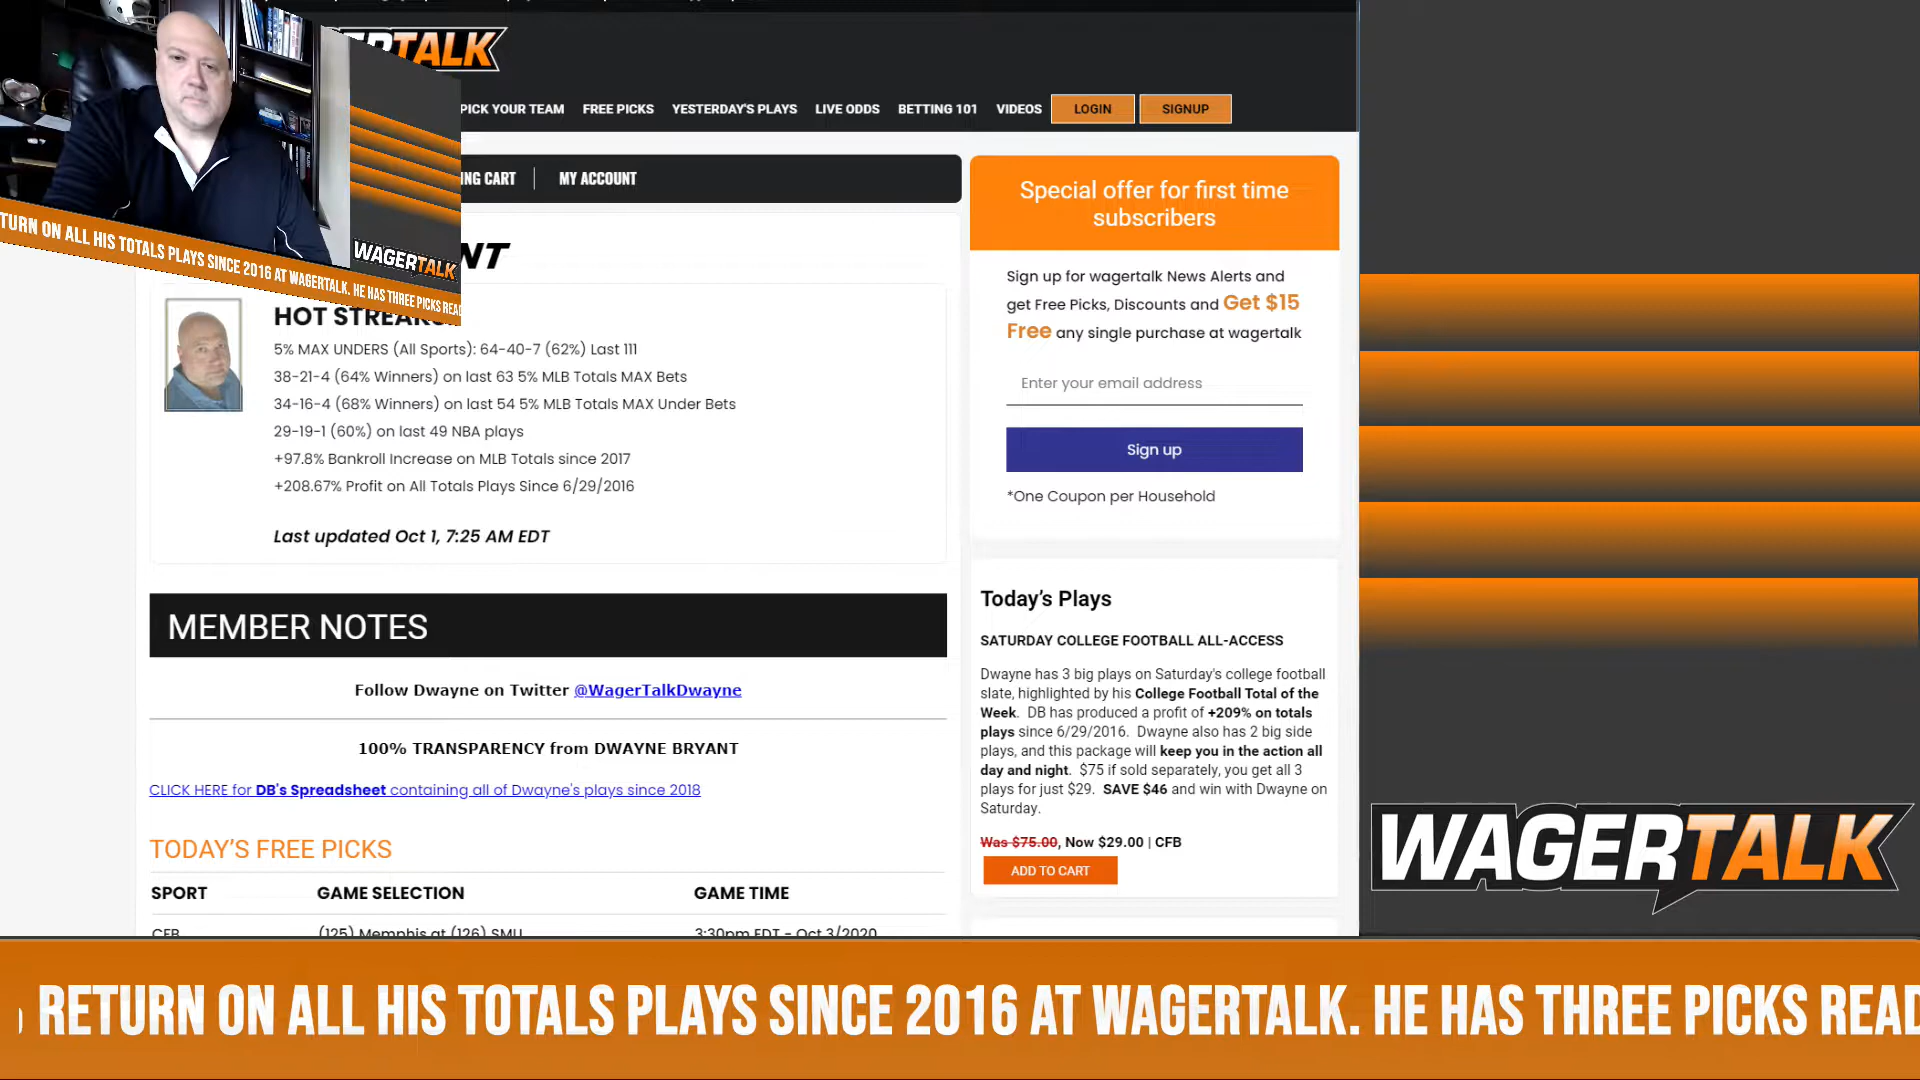 TALK
PICK YOUR TEAM FREE PICKS YESTERDAY'S PLAYS LIVE ODDS BETTING 101 VIDEOS LOGIN SIGNUP
CART MY ACCOUNT
TURN ON ALL HIS TOTALS PLAYS SINCE 2016 AT WAGERTALK. HE HAS THREE PICKS READ
WAGERTALK
NT
HOT STREAKS
5% MAX UNDERS (All Sports): 64-40-7 (62%) Last 111
38-21-4 (64% Winners) on last 63 5% MLB Totals MAX Bets
34-16-4 (68% Winners) on last 54 5% MLB Totals MAX Under Bets
29-19-1 (60%) on last 49 NBA plays
+97.8% Bankroll Increase on MLB Totals since 2017
+208.67% Profit on All Totals Plays Since 6/29/2016
Last updated Oct 1, 7:25 AM EDT
MEMBER NOTES
Follow Dwayne on Twitter @WagerTalkDwayne
100% TRANSPARENCY from DWAYNE BRYANT
CLICK HERE for DB's Spreadsheet containing all of Dwayne's plays since 2018
TODAY'S FREE PICKS
SPORT GAME SELECTION GAME TIME
CFB (125) Memphis at (126) SMU 3:30pm EDT - Oct 3/2020
Special offer for first time
subscribers
Sign up for wagertalk News Alerts and
get Free Picks, Discounts and Get $15
Free any single purchase at wagertalk
Enter your email address
Sign up
*One Coupon per Household
Today's Plays
SATURDAY COLLEGE FOOTBALL ALL-ACCESS
Dwayne has 3 big plays on Saturday's college football
slate, highlighted by his College Football Total of the
Week. DB has produced a profit of +209% on totals
plays since 6/29/2016. Dwayne also has 2 big side
plays, and this package will keep you in the action all
day and night. $75 if sold separately, you get all 3
plays for just $29. SAVE $46 and win with Dwayne on
Saturday.
Was $75.00, Now $29.00 | CFB
ADD TO CART
WAGERTALK
RETURN ON ALL HIS TOTALS PLAYS SINCE 2016 AT WAGERTALK. HE HAS THREE PICKS READ